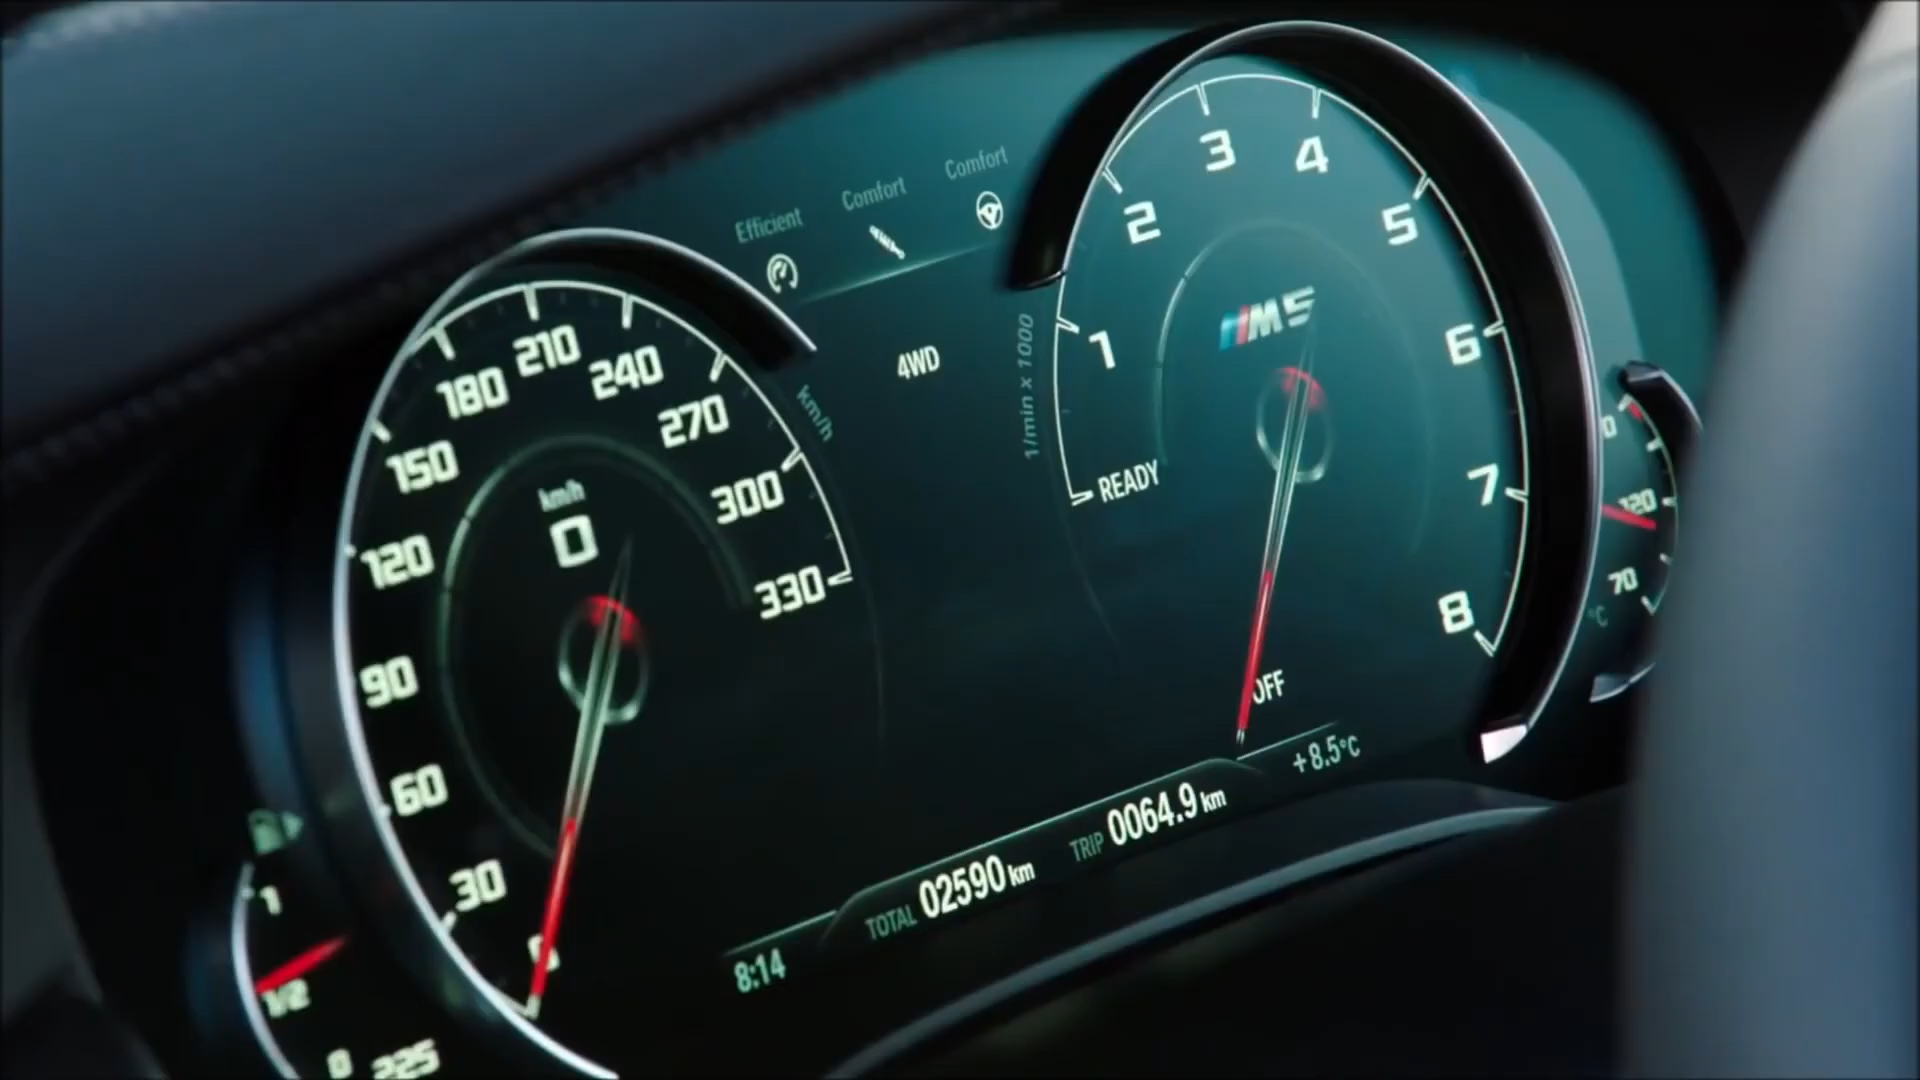 Efficient
Comfort
Comfort
km/h
0
0
30
60
90
120
150
180
210
240
270
300
330
km/h
4WD
1/min x 1000
M5
OFF
READY
1
2
3
4
5
6
7
8
8:14
TOTAL 02590 km
TRIP 0064.9 km
+8.5°C
1
1/2
0
225
120
70
°C